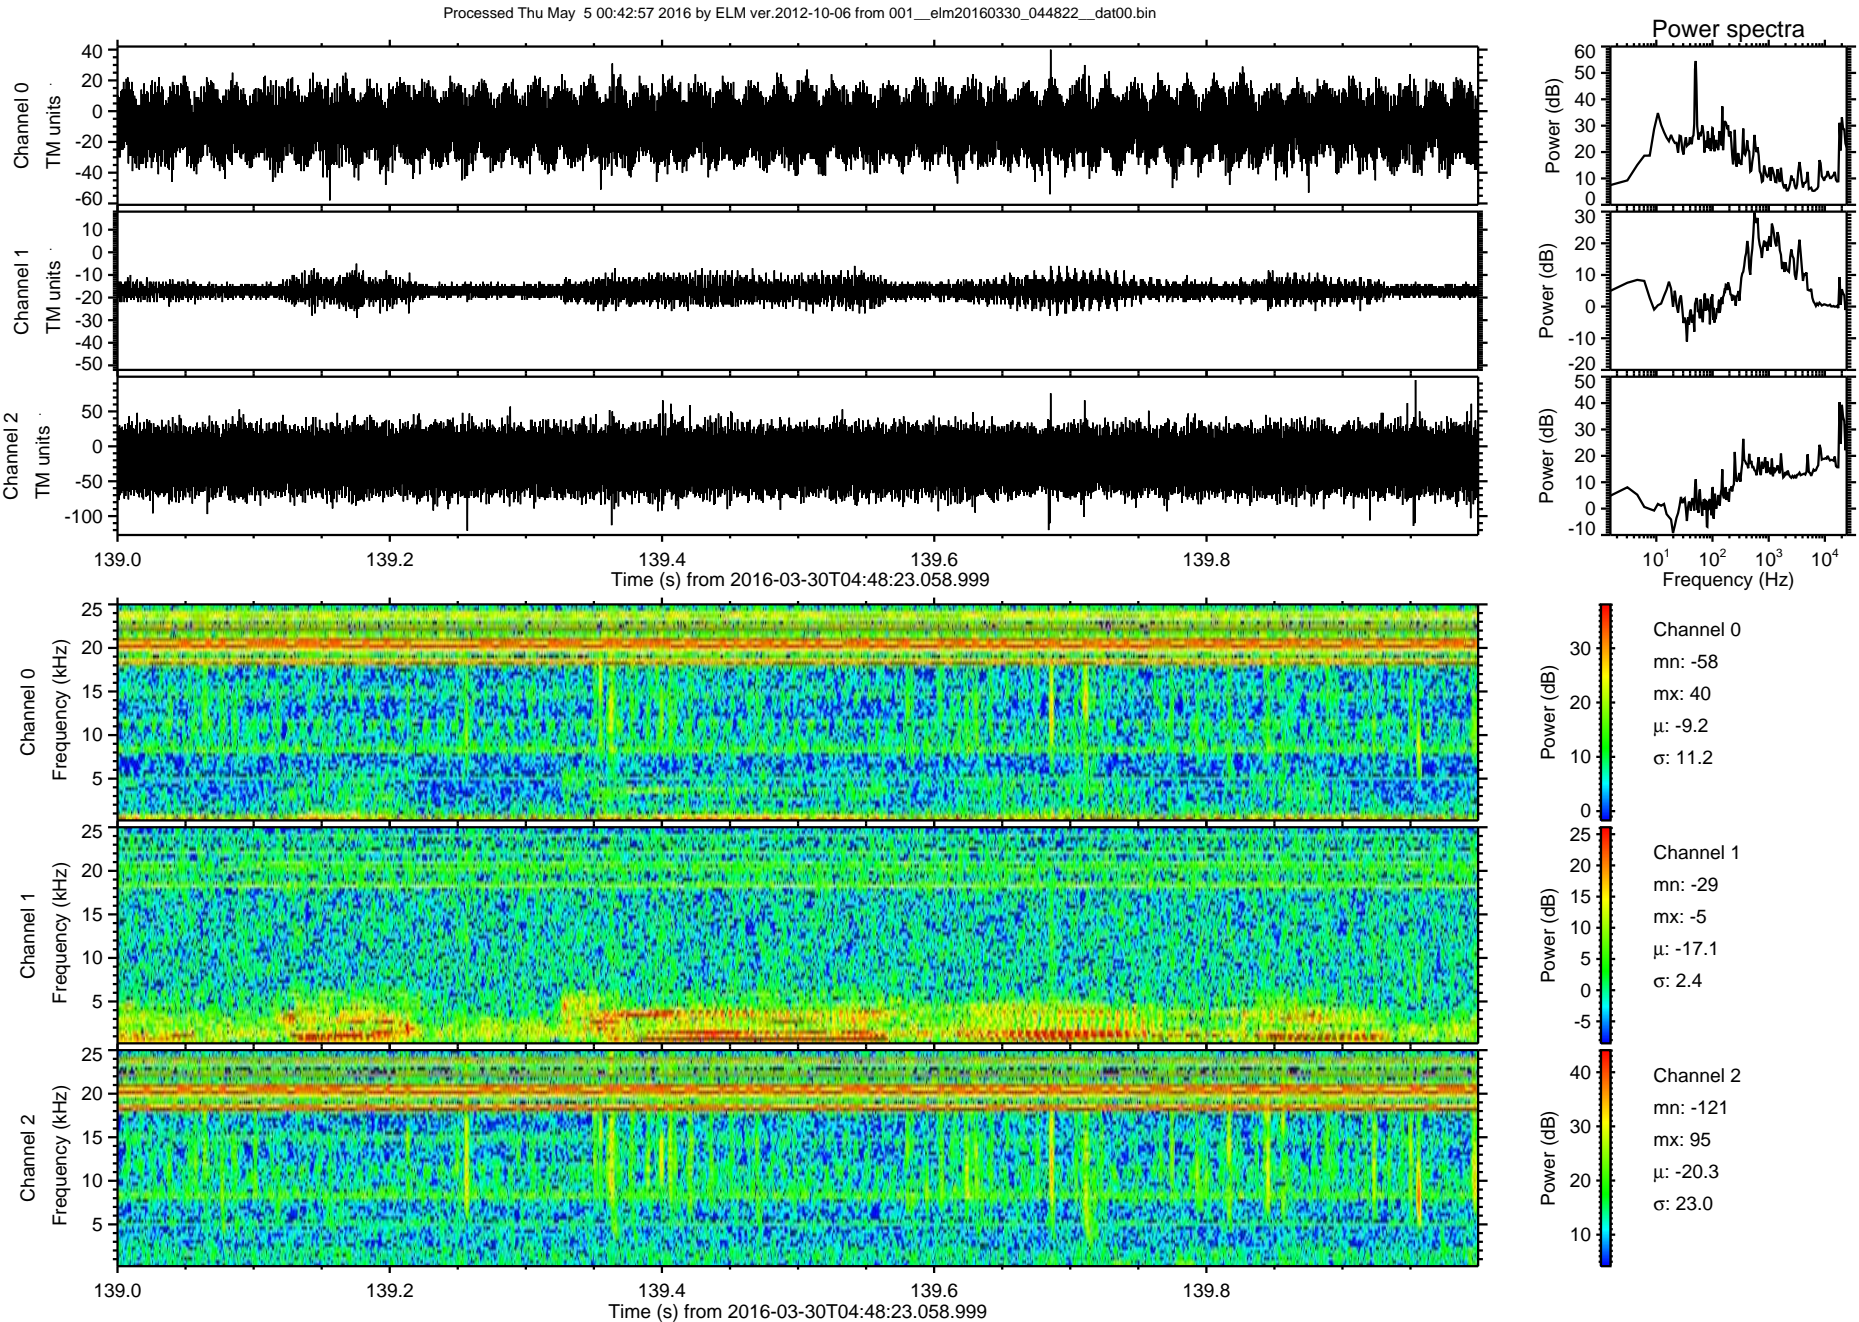 Processed Thu May  5 00:42:57 2016 by ELM ver.2012-10-06 from 001__elm20160330_044822__dat00.bin
Power spectra
Channel 0
TM units
40
20
0
-20
-40
-60
Power (dB)
60
50
40
30
20
10
0
Channel 1
TM units
10
0
-10
-20
-30
-40
-50
Power (dB)
30
20
10
0
-10
-20
Channel 2
TM units
50
0
-50
-100
Power (dB)
50
40
30
20
10
0
-10
139.0 139.2 139.4 139.6 139.8
Time (s) from 2016-03-30T04:48:23.058.999
10¹ 10² 10³ 10⁴
Frequency (Hz)
Channel 0
Frequency (kHz)
25
20
15
10
5
Power (dB)
30
20
10
0
Channel 0
mn: -58
mx: 40
μ: -9.2
σ: 11.2
Channel 1
Frequency (kHz)
25
20
15
10
5
Power (dB)
25
20
15
10
5
0
-5
Channel 1
mn: -29
mx: -5
μ: -17.1
σ: 2.4
Channel 2
Frequency (kHz)
25
20
15
10
5
Power (dB)
40
30
20
10
Channel 2
mn: -121
mx: 95
μ: -20.3
σ: 23.0
139.0 139.2 139.4 139.6 139.8
Time (s) from 2016-03-30T04:48:23.058.999